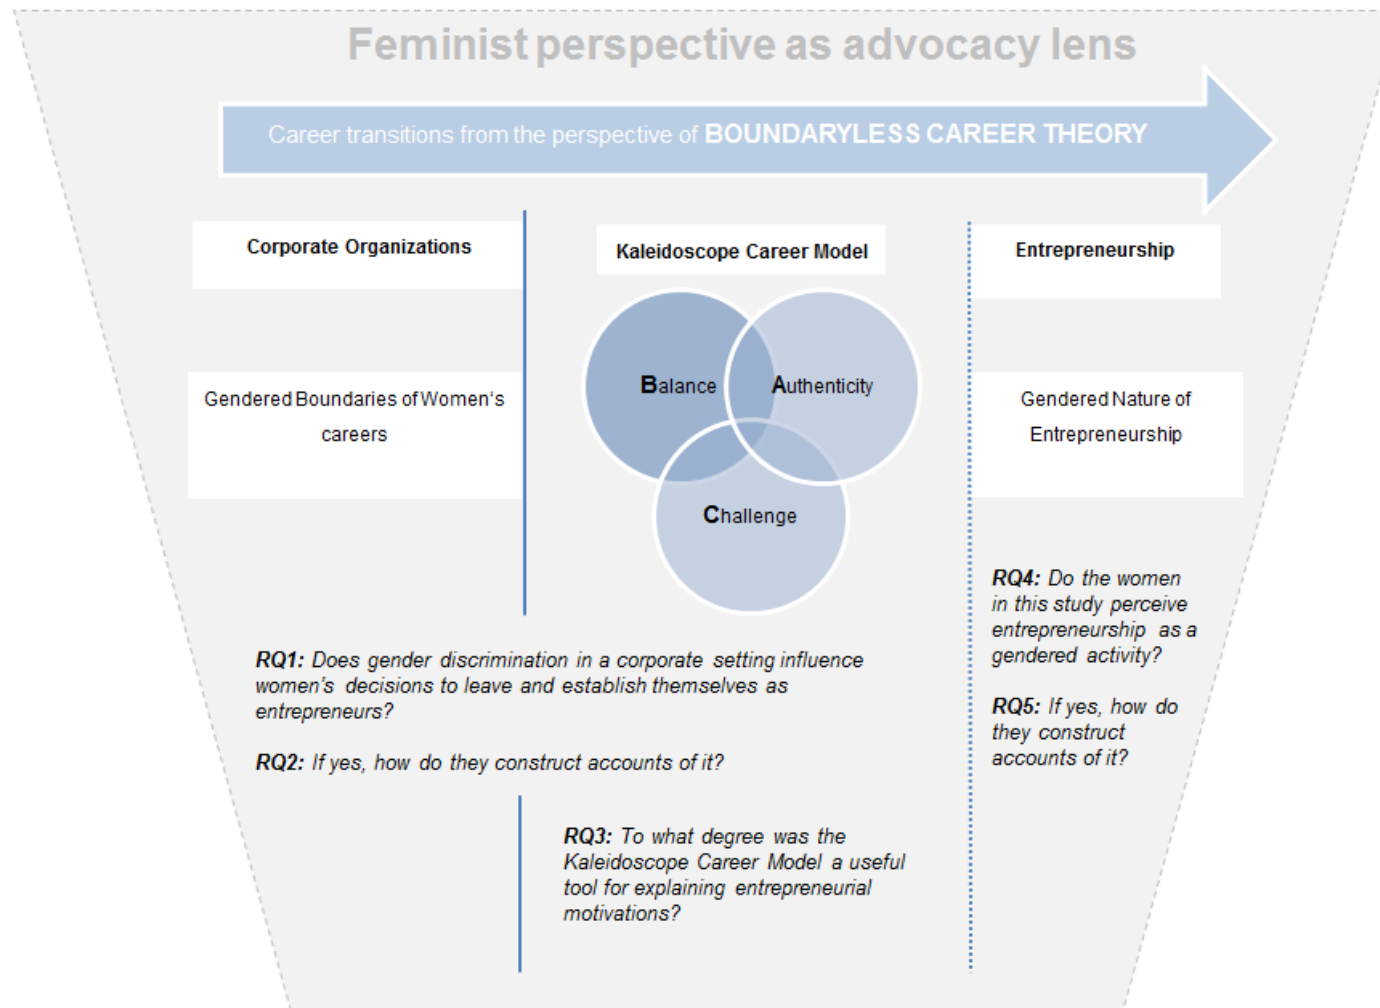 Feminist perspective as advocacy lens
Career transitions from the perspective of BOUNDARYLESS CAREER THEORY
Corporate Organizations
Gendered Boundaries of Women's
careers
Kaleidoscope Career Model
Balance
Authenticity
Challenge
Entrepreneurship
Gendered Nature of
Entrepreneurship
RQ1: Does gender discrimination in a corporate setting influence
women's decisions to leave and establish themselves as
entrepreneurs?
RQ2: If yes, how do they construct accounts of it?
RQ3: To what degree was the
Kaleidoscope Career Model a useful
tool for explaining entrepreneurial
motivations?
RQ4: Do the women
in this study perceive
entrepreneurship as a
gendered activity?
RQ5: If yes, how do
they construct
accounts of it?